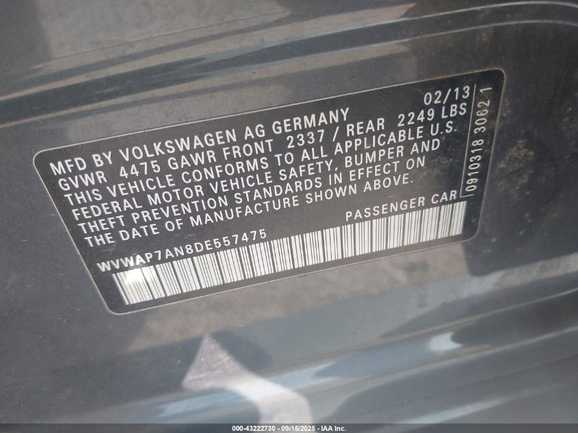 MFD BY VOLKSWAGEN AG GERMANY 02/13
GVWR 4475 GAWR FRONT 2337 / REAR 2249 LBS
THIS VEHICLE CONFORMS TO ALL APPLICABLE U.S.
FEDERAL MOTOR VEHICLE SAFETY, BUMPER AND
THEFT PREVENTION STANDARDS IN EFFECT ON
THE DATE OF MANUFACTURE SHOWN ABOVE.
PASSENGER CAR
WVWAP7AN8DE557475
0910318 3062 1
000-43222730 - 09/16/2025 - IAA Inc.